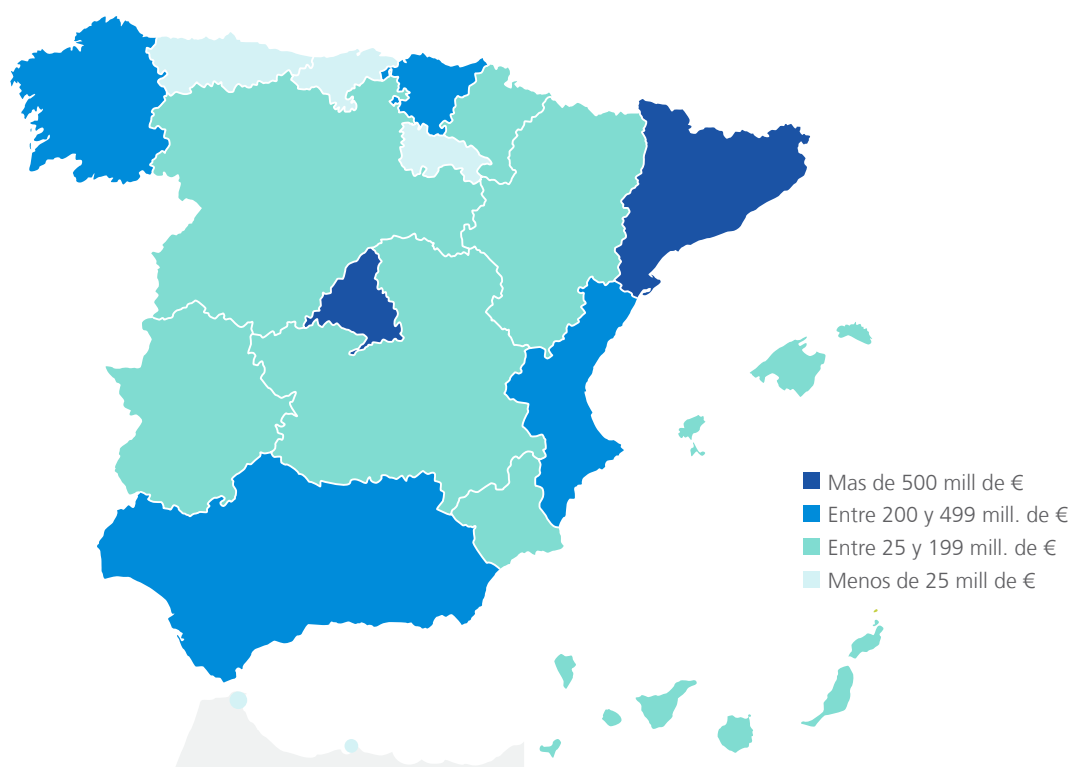 Mas de 500 mill de €
Entre 200 y 499 mill. de €
Entre 25 y 199 mill. de €
Menos de 25 mill de €